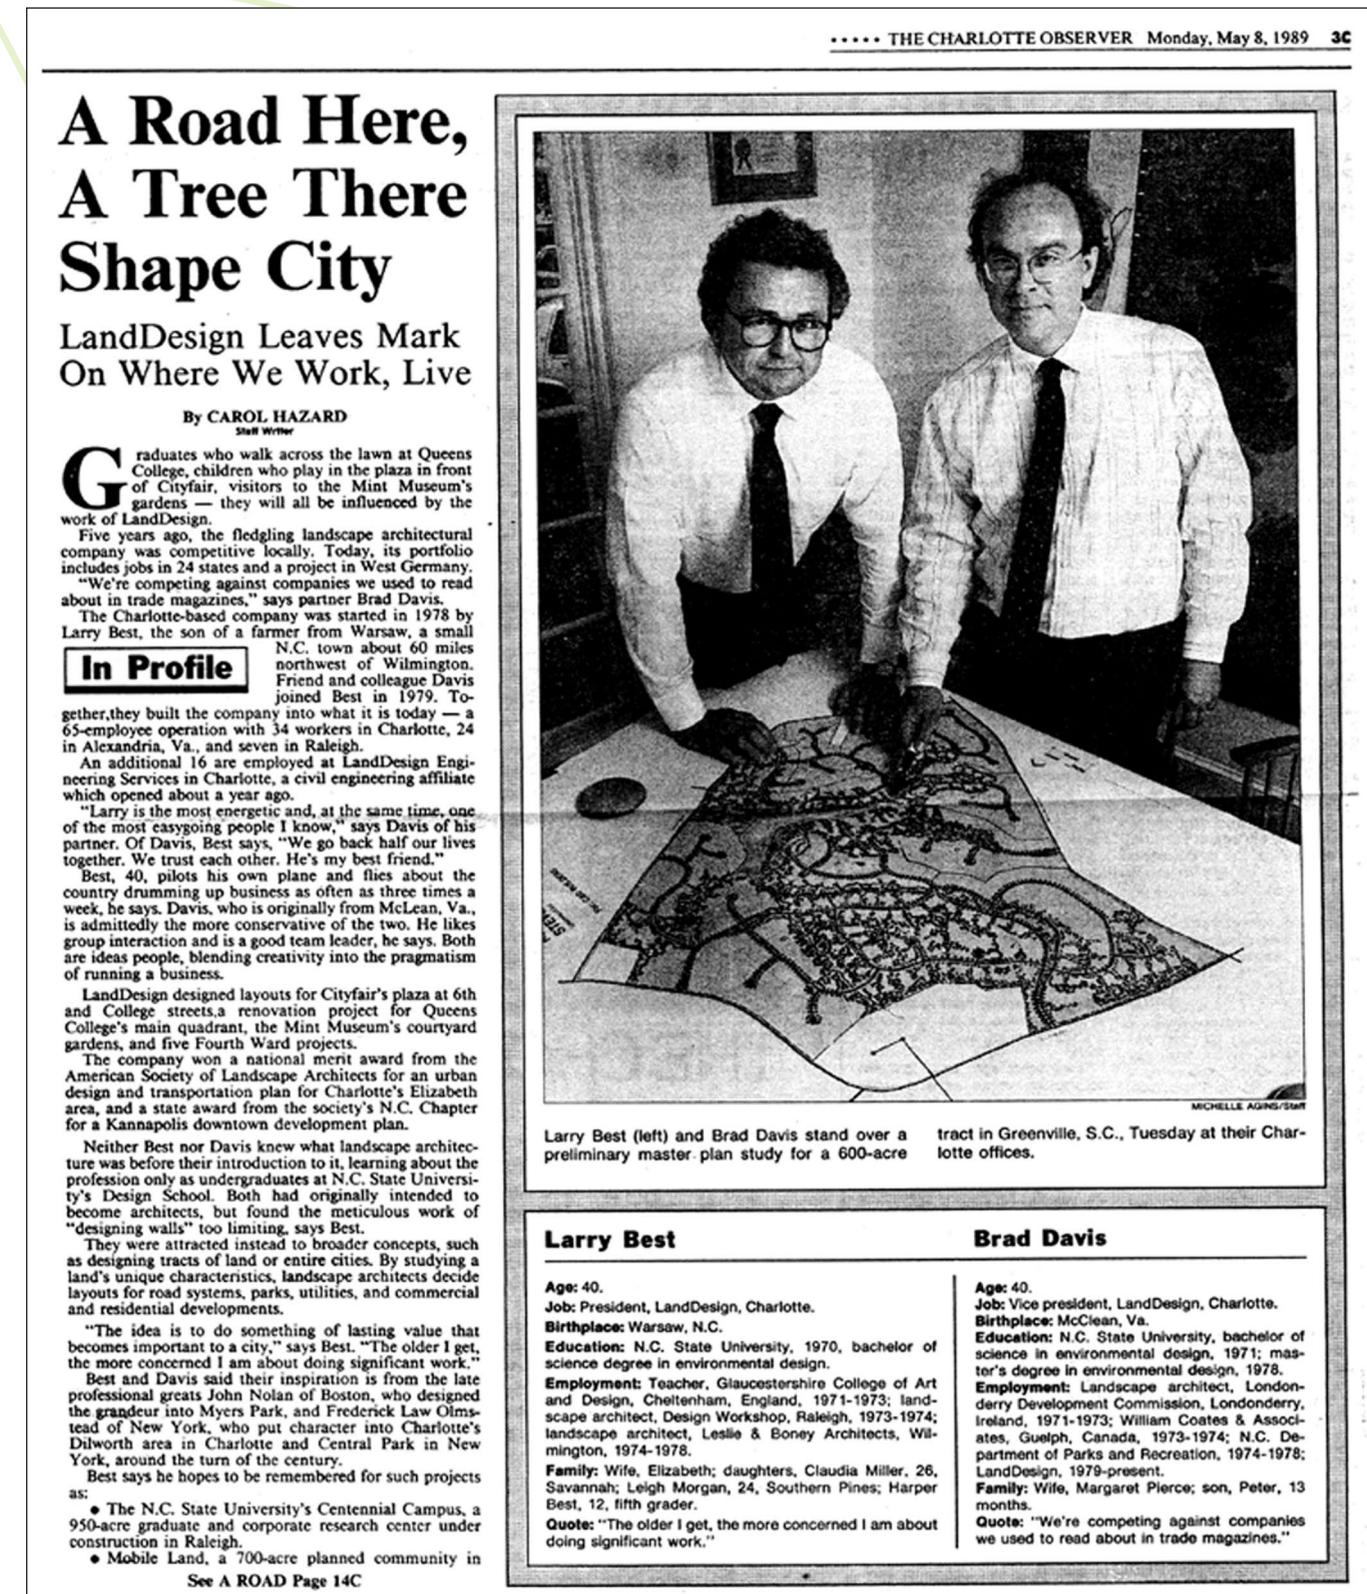 ····· THE CHARLOTTE OBSERVER Monday, May 8, 1989 3C
A Road Here,
A Tree There
Shape City
LandDesign Leaves Mark
On Where We Work, Live
By CAROL HAZARD
Staff Writer
Graduates who walk across the lawn at Queens
College, children who play in the plaza in front
of Cityfair, visitors to the Mint Museum's
gardens — they will all be influenced by the
work of LandDesign.
Five years ago, the fledgling landscape architectural
company was competitive locally. Today, its portfolio
includes jobs in 24 states and a project in West Germany.
"We're competing against companies we used to read
about in trade magazines," says partner Brad Davis.
The Charlotte-based company was started in 1978 by
Larry Best, the son of a farmer from Warsaw, a small
In Profile
N.C. town about 60 miles
northwest of Wilmington.
Friend and colleague Davis
joined Best in 1979. To-
gether,they built the company into what it is today — a
65-employee operation with 34 workers in Charlotte, 24
in Alexandria, Va., and seven in Raleigh.
An additional 16 are employed at LandDesign Engi-
neering Services in Charlotte, a civil engineering affiliate
which opened about a year ago.
"Larry is the most energetic and, at the same time, one
of the most easygoing people I know," says Davis of his
partner. Of Davis, Best says, "We go back half our lives
together. We trust each other. He's my best friend."
Best, 40, pilots his own plane and flies about the
country drumming up business as often as three times a
week, he says. Davis, who is originally from McLean, Va.,
is admittedly the more conservative of the two. He likes
group interaction and is a good team leader, he says. Both
are ideas people, blending creativity into the pragmatism
of running a business.
LandDesign designed layouts for Cityfair's plaza at 6th
and College streets,a renovation project for Queens
College's main quadrant, the Mint Museum's courtyard
gardens, and five Fourth Ward projects.
The company won a national merit award from the
American Society of Landscape Architects for an urban
design and transportation plan for Charlotte's Elizabeth
area, and a state award from the society's N.C. Chapter
for a Kannapolis downtown development plan.
Neither Best nor Davis knew what landscape architec-
ture was before their introduction to it, learning about the
profession only as undergraduates at N.C. State Universi-
ty's Design School. Both had originally intended to
become architects, but found the meticulous work of
"designing walls" too limiting, says Best.
They were attracted instead to broader concepts, such
as designing tracts of land or entire cities. By studying a
land's unique characteristics, landscape architects decide
layouts for road systems, parks, utilities, and commercial
and residential developments.
"The idea is to do something of lasting value that
becomes important to a city," says Best. "The older I get,
the more concerned I am about doing significant work."
Best and Davis said their inspiration is from the late
professional greats John Nolan of Boston, who designed
the grandeur into Myers Park, and Frederick Law Olms-
tead of New York, who put character into Charlotte's
Dilworth area in Charlotte and Central Park in New
York, around the turn of the century.
Best says he hopes to be remembered for such projects
as:
• The N.C. State University's Centennial Campus, a
950-acre graduate and corporate research center under
construction in Raleigh.
• Mobile Land, a 700-acre planned community in
See A ROAD Page 14C
MICHELLE AGINS/Staff
Larry Best (left) and Brad Davis stand over a
preliminary master plan study for a 600-acre
tract in Greenville, S.C., Tuesday at their Char-
lotte offices.
Larry Best
Age: 40.
Job: President, LandDesign, Charlotte.
Birthplace: Warsaw, N.C.
Education: N.C. State University, 1970, bachelor of
science degree in environmental design.
Employment: Teacher, Glaucestershire College of Art
and Design, Cheltenham, England, 1971-1973; land-
scape architect, Design Workshop, Raleigh, 1973-1974;
landscape architect, Leslie & Boney Architects, Wil-
mington, 1974-1978.
Family: Wife, Elizabeth; daughters, Claudia Miller, 26,
Savannah; Leigh Morgan, 24, Southern Pines; Harper
Best, 12, fifth grader.
Quote: "The older I get, the more concerned I am about
doing significant work."
Brad Davis
Age: 40.
Job: Vice president, LandDesign, Charlotte.
Birthplace: McClean, Va.
Education: N.C. State University, bachelor of
science in environmental design, 1971; mas-
ter's degree in environmental design, 1978.
Employment: Landscape architect, London-
derry Development Commission, Londonderry,
Ireland, 1971-1973; William Coates & Associ-
ates, Guelph, Canada, 1973-1974; N.C. De-
partment of Parks and Recreation, 1974-1978;
LandDesign, 1979-present.
Family: Wife, Margaret Pierce; son, Peter, 13
months.
Quote: "We're competing against companies
we used to read about in trade magazines."